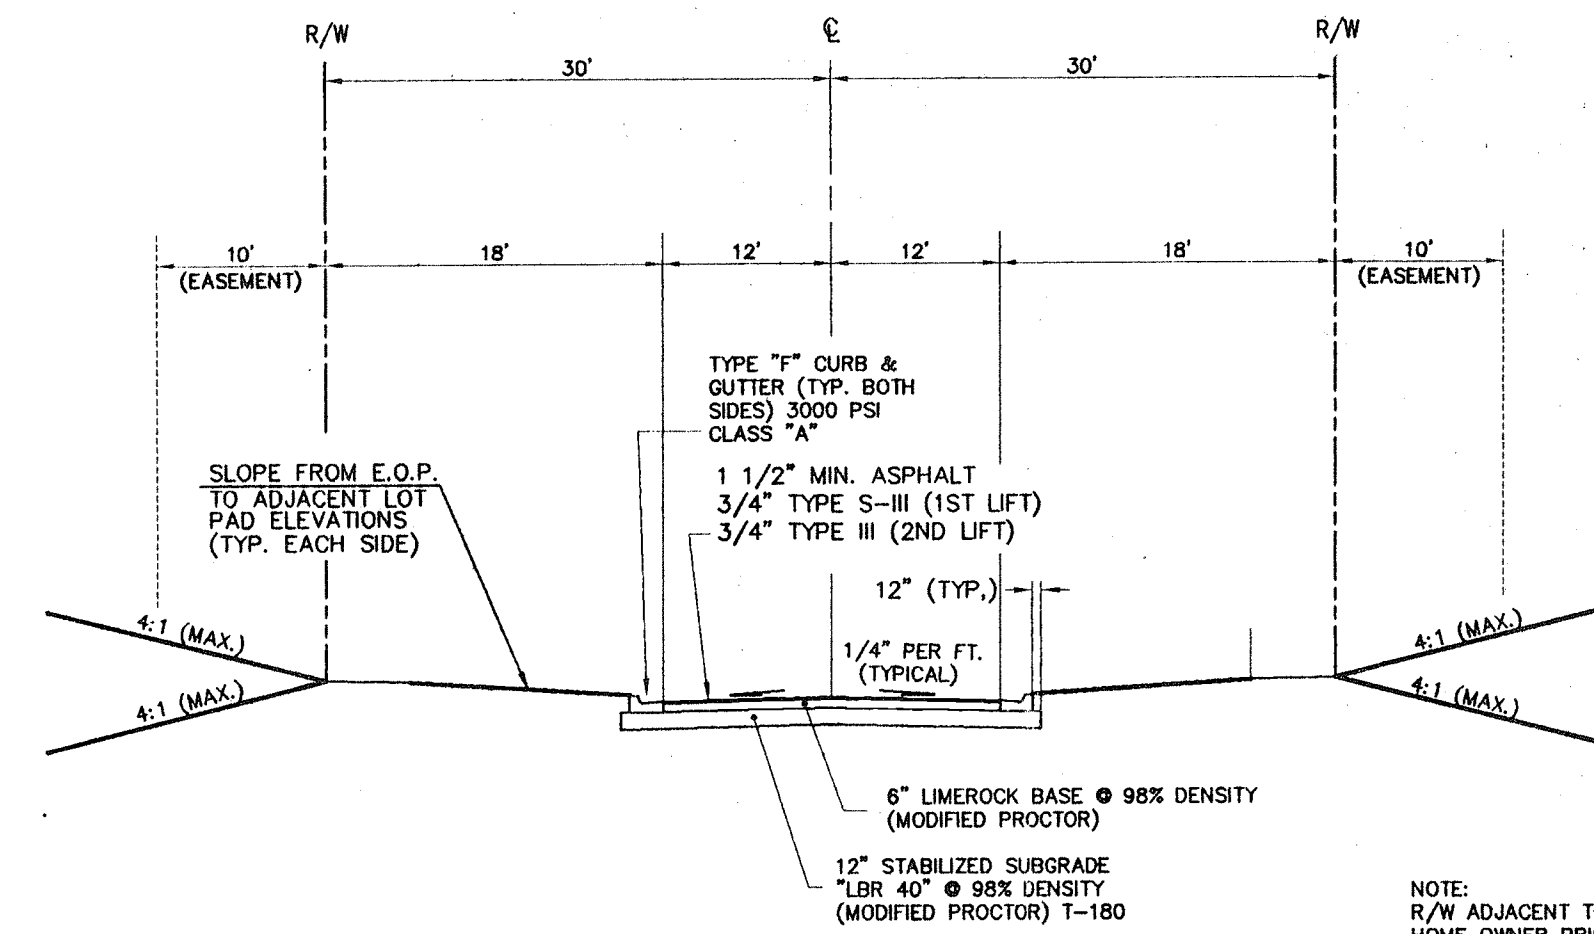 R/W
℄
R/W
30'
30'
10'
(EASEMENT)
18'
12'
12'
18'
10'
(EASEMENT)
TYPE "F" CURB &
GUTTER (TYP. BOTH
SIDES) 3000 PSI
CLASS "A"
SLOPE FROM E.O.P.
TO ADJACENT LOT
PAD ELEVATIONS
(TYP. EACH SIDE)
1 1/2" MIN. ASPHALT
3/4" TYPE S-III (1ST LIFT)
3/4" TYPE III (2ND LIFT)
12" (TYP,)
4:1 (MAX.)
4:1 (MAX.)
1/4" PER FT.
(TYPICAL)
4:1 (MAX.)
4:1 (MAX.)
6" LIMEROCK BASE @ 98% DENSITY
(MODIFIED PROCTOR)
12" STABILIZED SUBGRADE
"LBR 40" @ 98% DENSITY
(MODIFIED PROCTOR) T-180
NOTE:
R/W ADJACENT
HOME OWNER